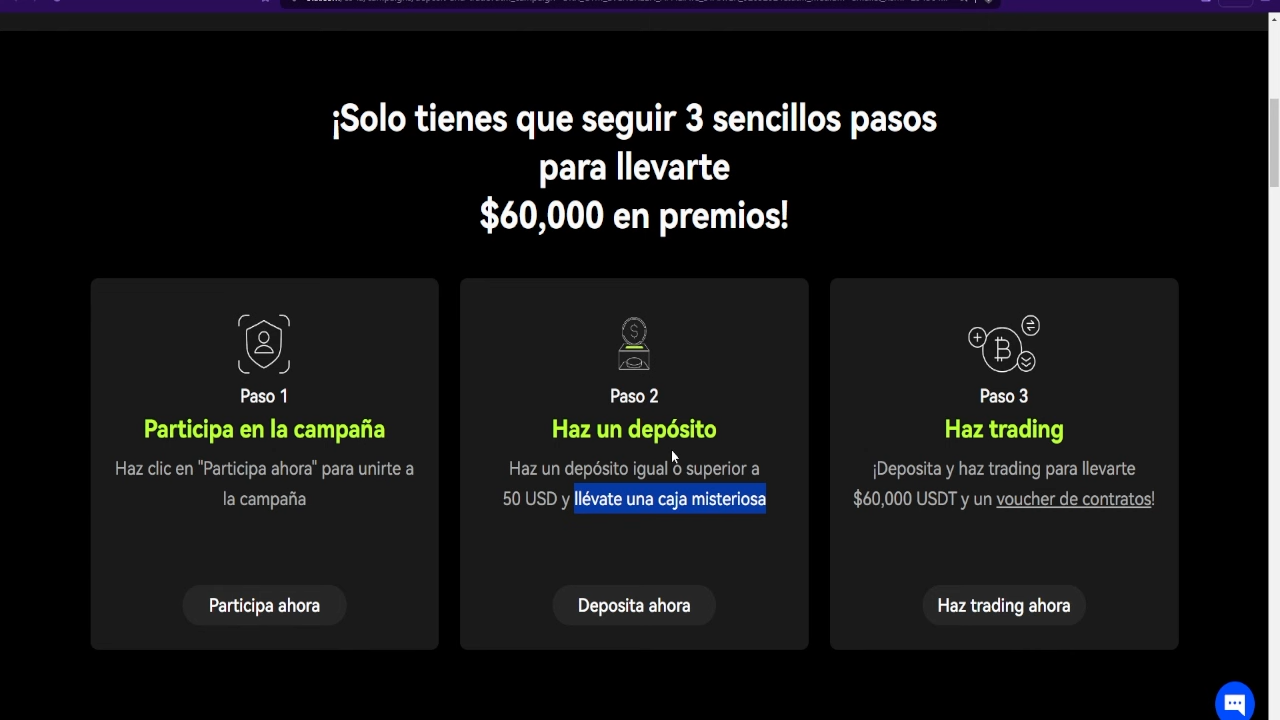 ¡Solo tienes que seguir 3 sencillos pasos
para llevarte
$60,000 en premios!
Paso 1
Participa en la campaña
Haz clic en "Participa ahora" para unirte a
la campaña
Participa ahora
Paso 2
Haz un depósito
Haz un depósito igual o superior a
50 USD y llévate una caja misteriosa
Deposita ahora
Paso 3
Haz trading
¡Deposita y haz trading para llevarte
$60,000 USDT y un voucher de contratos!
Haz trading ahora